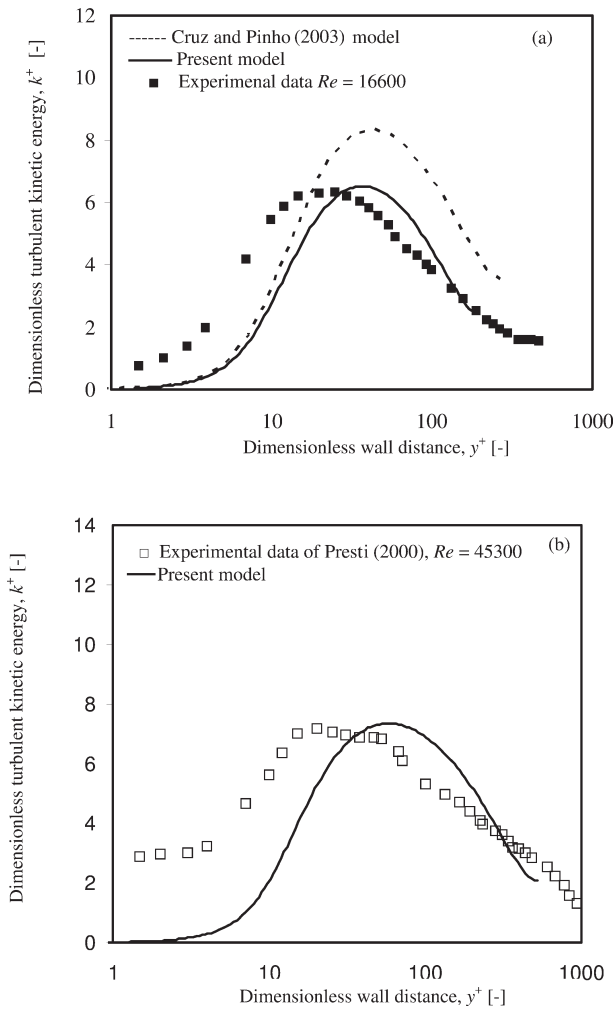 12
10
8
6
4
2
0
Dimensionless turbulent kinetic energy, k⁺ [-]
Cruz and Pinho (2003) model
(a)
Present model
Experimenal data Re = 16600
1 10 100 1000
Dimensionless wall distance, y⁺ [-]
14
12
10
8
6
4
2
0
Dimensionless turbulent kinetic energy, k⁺ [-]
Experimental data of Presti (2000), Re = 45300
(b)
Present model
1 10 100 1000
Dimensionless wall distance, y⁺ [-]